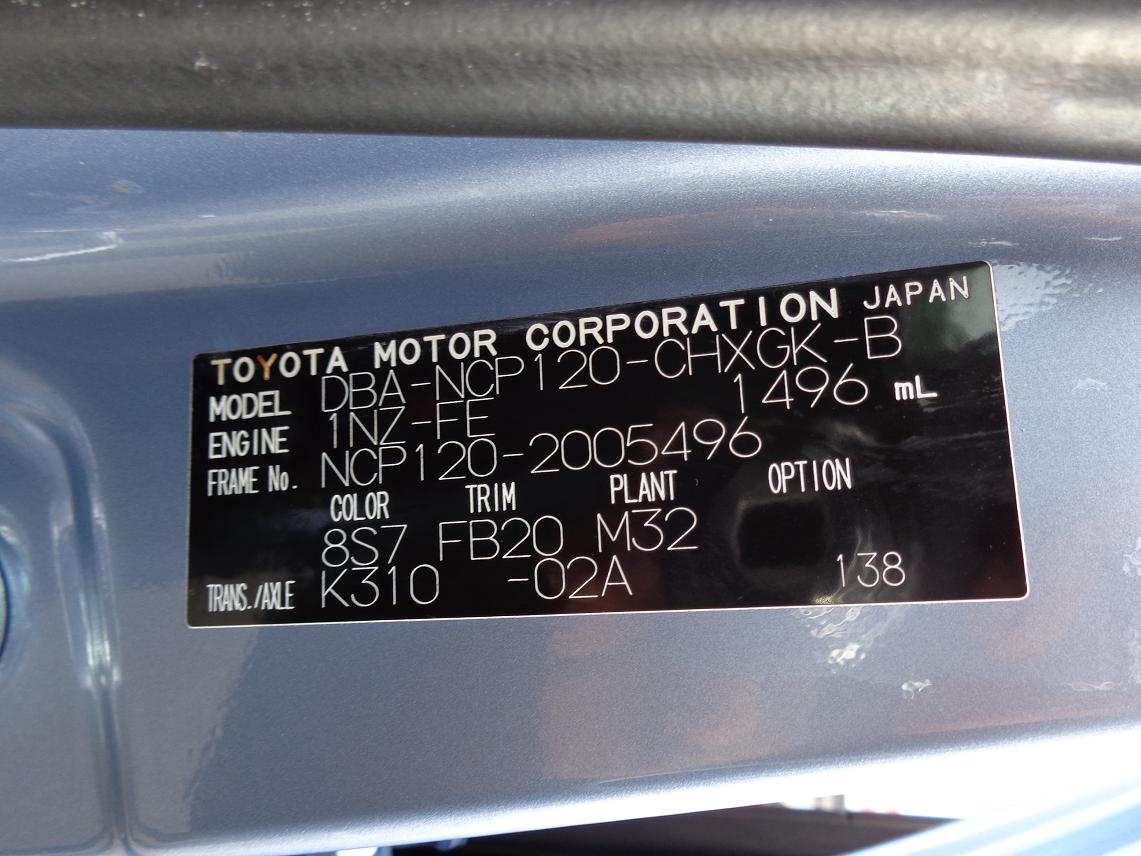 TOYOTA MOTOR CORPORATION JAPAN
MODEL DBA-NCP120-CHXGK-B
ENGINE 1NZ-FE 1496 mL
FRAME No. NCP120-2005496
COLOR TRIM PLANT OPTION
8S7 FB20 M32
TRANS./AXLE K310 -02A 138